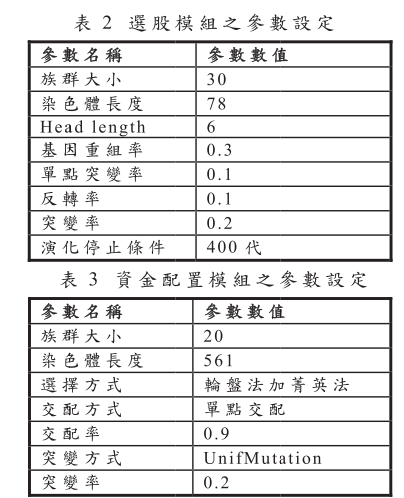 表 2 選股模組之參數設定
參數名稱 參數數值
族群大小 30
染色體長度 78
Head length 6
基因重組率 0.3
單點突變率 0.1
反轉率 0.1
突變率 0.2
演化停止條件 400 代
表 3 資金配置模組之參數設定
參數名稱 參數數值
族群大小 20
染色體長度 561
選擇方式 輪盤法加菁英法
交配方式 單點交配
交配率 0.9
突變方式 UnifMutation
突變率 0.2